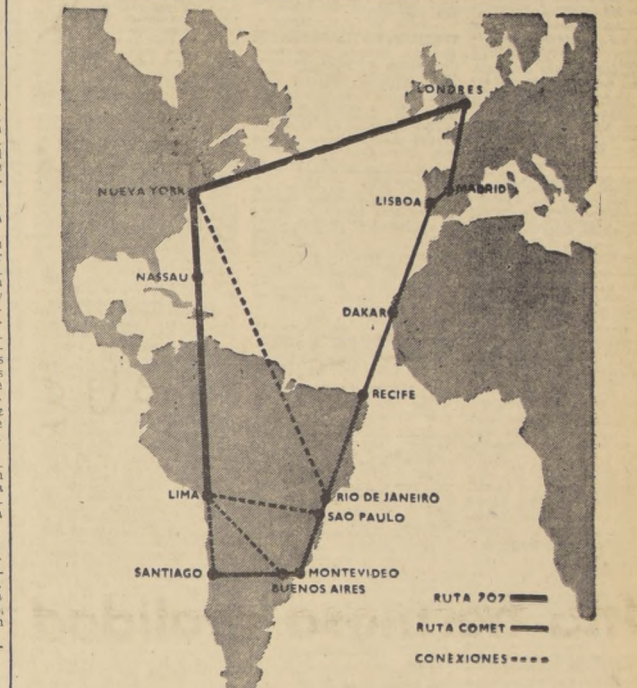 LONDRES
NUEVA YORK
MADRID
LISBOA
NASSAU
DAKAR
RECIFE
LIMA
RIO DE JANEIRO
SAO PAULO
SANTIAGO
MONTEVIDEO
BUENOS AIRES
RUTA 707
RUTA COMET
CONEXIONES